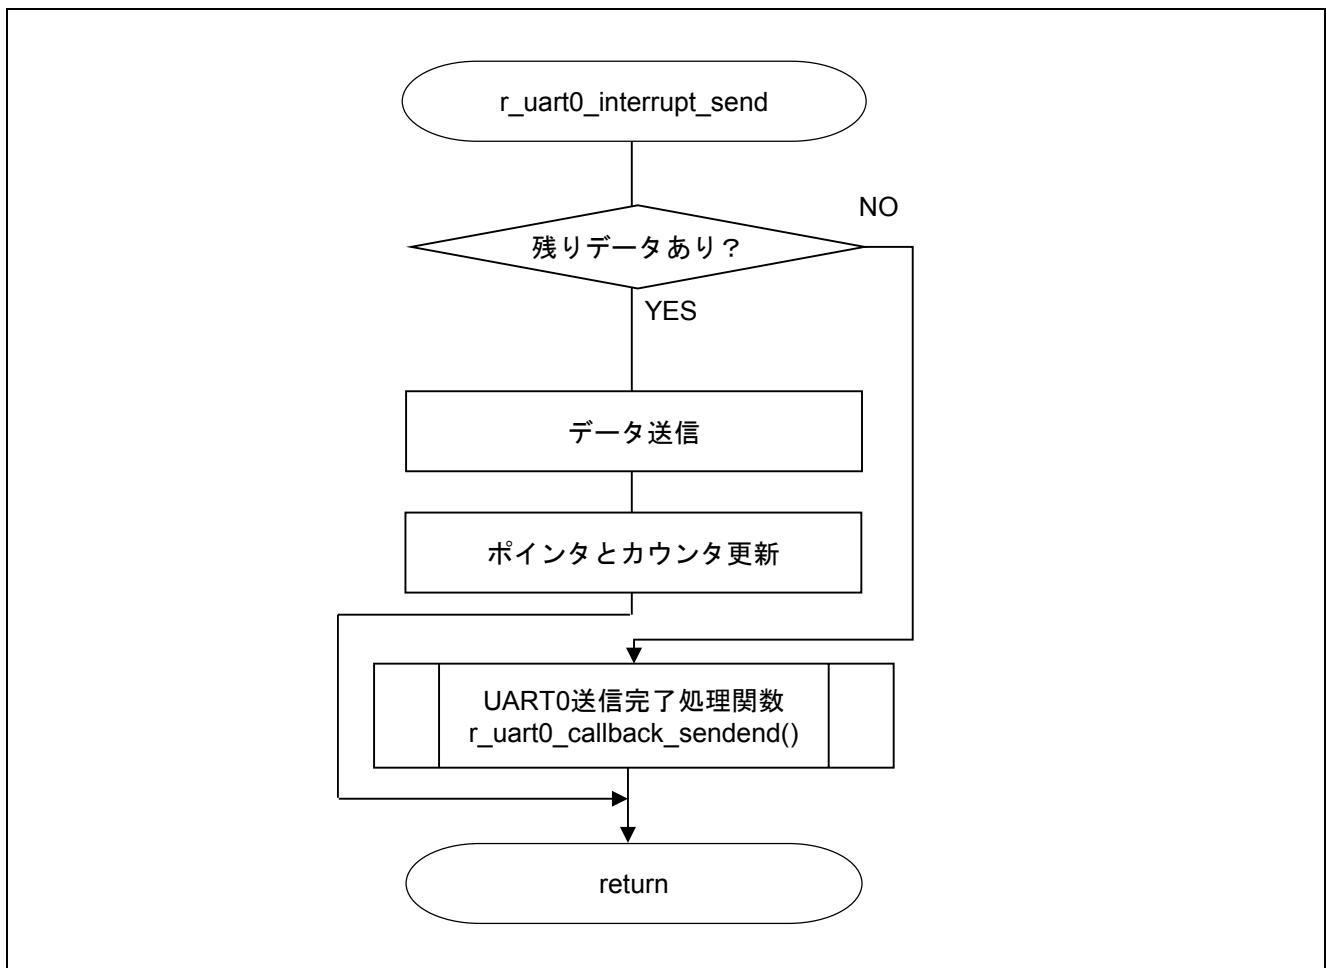 r_uart0_interrupt_send
NO
残りデータあり？
YES
データ送信
ポインタとカウンタ更新
UART0送信完了処理関数
r_uart0_callback_sendend()
return